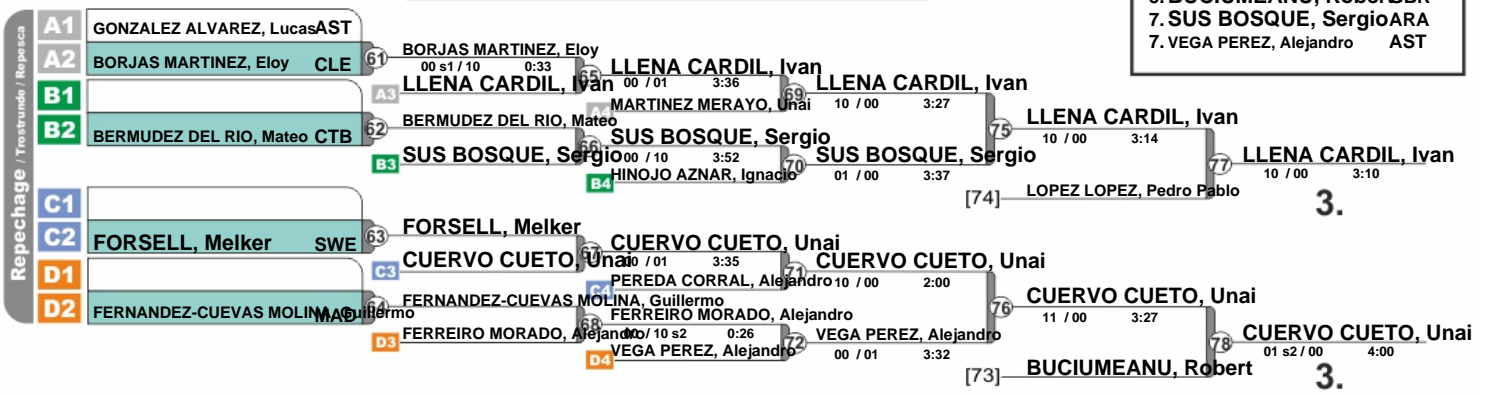 5. BUCIUMEANU, Robert GBR
7. SUS BOSQUE, Sergio ARA
7. VEGA PEREZ, Alejandro AST
Repechage / Trostrunde / Repesca
A1 GONZALEZ ALVAREZ, Lucas AST
A2 BORJAS MARTINEZ, Eloy CLE
61 BORJAS MARTINEZ, Eloy
00 s1 / 10 0:33
A3 LLENA CARDIL, Ivan
65 LLENA CARDIL, Ivan
00 / 01 3:36
A4 MARTINEZ MERAYO, Unai
69 LLENA CARDIL, Ivan
10 / 00 3:27
B1
B2 BERMUDEZ DEL RIO, Mateo CTB
62 BERMUDEZ DEL RIO, Mateo
B3 SUS BOSQUE, Sergio
66 SUS BOSQUE, Sergio
00 / 10 3:52
B4 HINOJO AZNAR, Ignacio
70 SUS BOSQUE, Sergio
01 / 00 3:37
75 LLENA CARDIL, Ivan
10 / 00 3:14
[74] LOPEZ LOPEZ, Pedro Pablo
77 LLENA CARDIL, Ivan
10 / 00 3:10
3.
C1
C2 FORSELL, Melker SWE
63 FORSELL, Melker
C3 CUERVO CUETO, Unai
67 CUERVO CUETO, Unai
00 / 01 3:35
C4 PEREDA CORRAL, Alejandro
71 CUERVO CUETO, Unai
10 / 00 2:00
D1
D2 FERNANDEZ-CUEVAS MOLINA, Guillermo MAD
64 FERNANDEZ-CUEVAS MOLINA, Guillermo
D3 FERREIRO MORADO, Alejandro
68 FERREIRO MORADO, Alejandro
00 / 10 s2 0:26
D4 VEGA PEREZ, Alejandro
72 VEGA PEREZ, Alejandro
00 / 01 3:32
76 CUERVO CUETO, Unai
11 / 00 3:27
[73] BUCIUMEANU, Robert
78 CUERVO CUETO, Unai
01 s2 / 00 4:00
3.